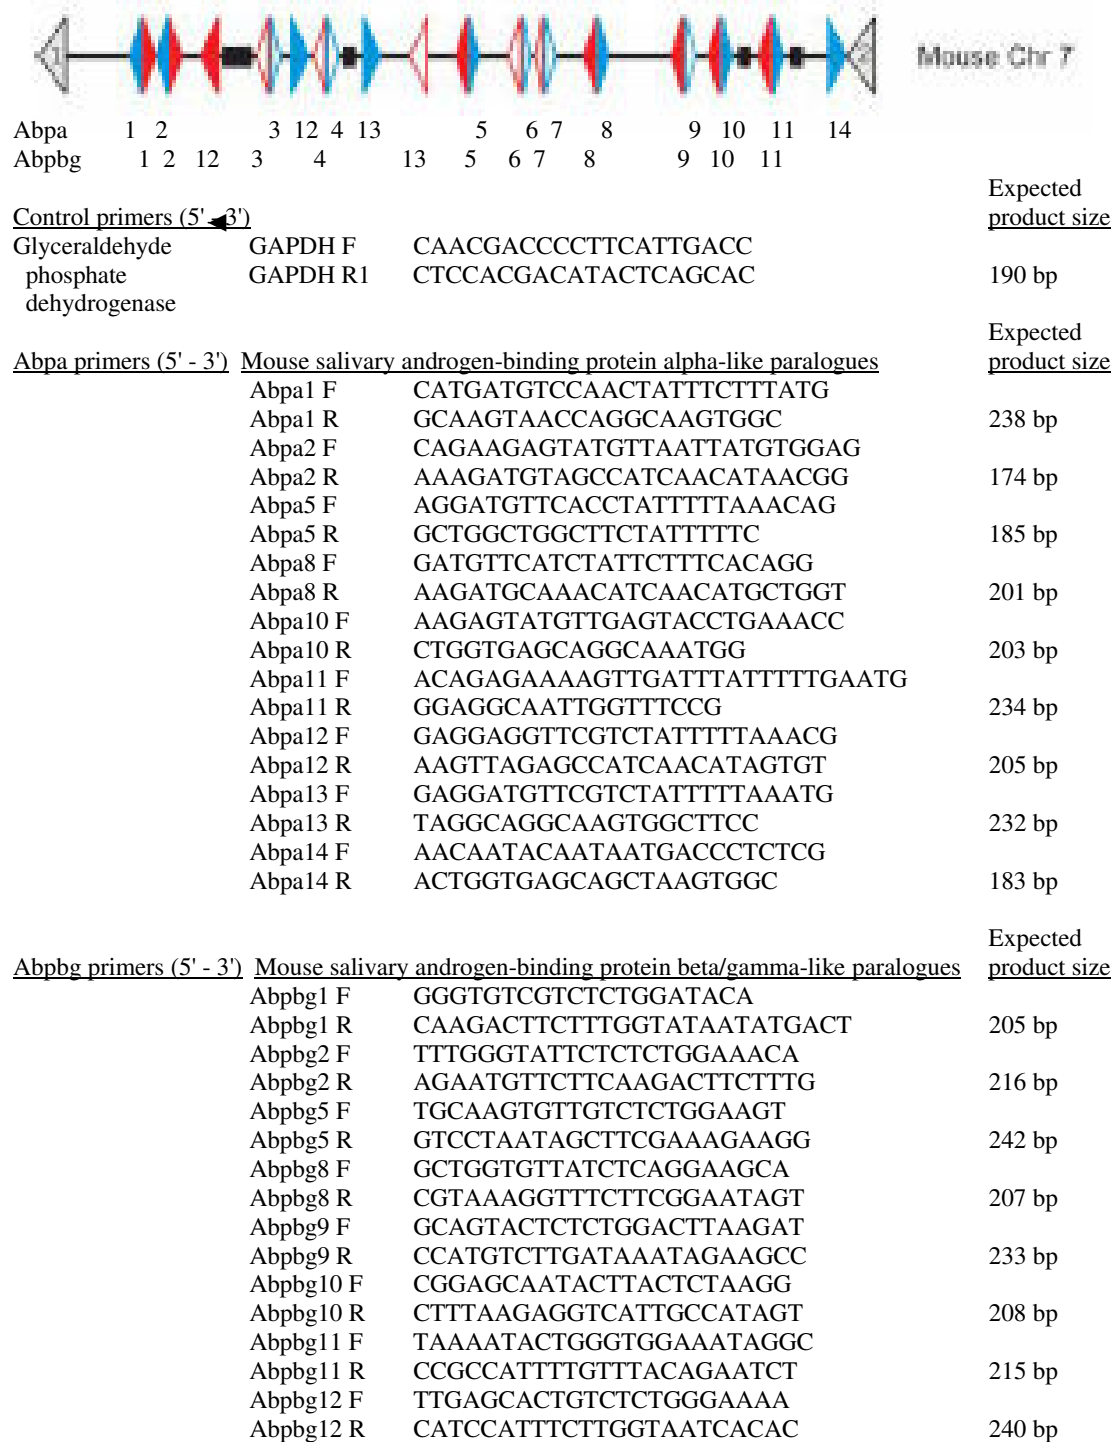 Mouse Chr 7
Abpa 1 2 3 12 4 13 5 6 7 8 9 10 11 14
Abpbg 1 2 12 3 4 13 5 6 7 8 9 10 11
Expected
Control primers (5' 3') product size
Glyceraldehyde GAPDH F CAACGACCCCTTCATTGACC
phosphate GAPDH R1 CTCCACGACATACTCAGCAC 190 bp
dehydrogenase
Expected
Abpa primers (5' - 3') Mouse salivary androgen-binding protein alpha-like paralogues product size
Abpa1 F CATGATGTCCAACTATTTCTTTATG
Abpa1 R GCAAGTAACCAGGCAAGTGGC 238 bp
Abpa2 F CAGAAGAGTATGTTAATTATGTGGAG
Abpa2 R AAAGATGTAGCCATCAACATAACGG 174 bp
Abpa5 F AGGATGTTCACCTATTTTTAAACAG
Abpa5 R GCTGGCTGGCTTCTATTTTTC 185 bp
Abpa8 F GATGTTCATCTATTCTTTCACAGG
Abpa8 R AAGATGCAAACATCAACATGCTGGT 201 bp
Abpa10 F AAGAGTATGTTGAGTACCTGAAACC
Abpa10 R CTGGTGAGCAGGCAAATGG 203 bp
Abpa11 F ACAGAGAAAAGTTGATTTATTTTTGAATG
Abpa11 R GGAGGCAATTGGTTTCCG 234 bp
Abpa12 F GAGGAGGTTCGTCTATTTTTAAACG
Abpa12 R AAGTTAGAGCCATCAACATAGTGT 205 bp
Abpa13 F GAGGATGTTCGTCTATTTTTAAATG
Abpa13 R TAGGCAGGCAAGTGGCTTCC 232 bp
Abpa14 F AACAATACAATAATGACCCTCTCG
Abpa14 R ACTGGTGAGCAGCTAAGTGGC 183 bp
Expected
Abpbg primers (5' - 3') Mouse salivary androgen-binding protein beta/gamma-like paralogues product size
Abpbg1 F GGGTGTCGTCTCTGGATACA
Abpbg1 R CAAGACTTCTTTGGTATAATATGACT 205 bp
Abpbg2 F TTTGGGTATTCTCTCTGGAAACA
Abpbg2 R AGAATGTTCTTCAAGACTTCTTTG 216 bp
Abpbg5 F TGCAAGTGTTGTCTCTGGAAGT
Abpbg5 R GTCCTAATAGCTTCGAAAGAAGG 242 bp
Abpbg8 F GCTGGTGTTATCTCAGGAAGCA
Abpbg8 R CGTAAAGGTTTCTTCGGAATAGT 207 bp
Abpbg9 F GCAGTACTCTCTGGACTTAAGAT
Abpbg9 R CCATGTCTTGATAAATAGAAGCC 233 bp
Abpbg10 F CGGAGCAATACTTACTCTAAGG
Abpbg10 R CTTTAAGAGGTCATTGCCATAGT 208 bp
Abpbg11 F TAAAATACTGGGTGGAAATAGGC
Abpbg11 R CCGCCATTTTGTTTACAGAATCT 215 bp
Abpbg12 F TTGAGCACTGTCTCTGGGAAAA
Abpbg12 R CATCCATTTCTTGGTAATCACAC 240 bp